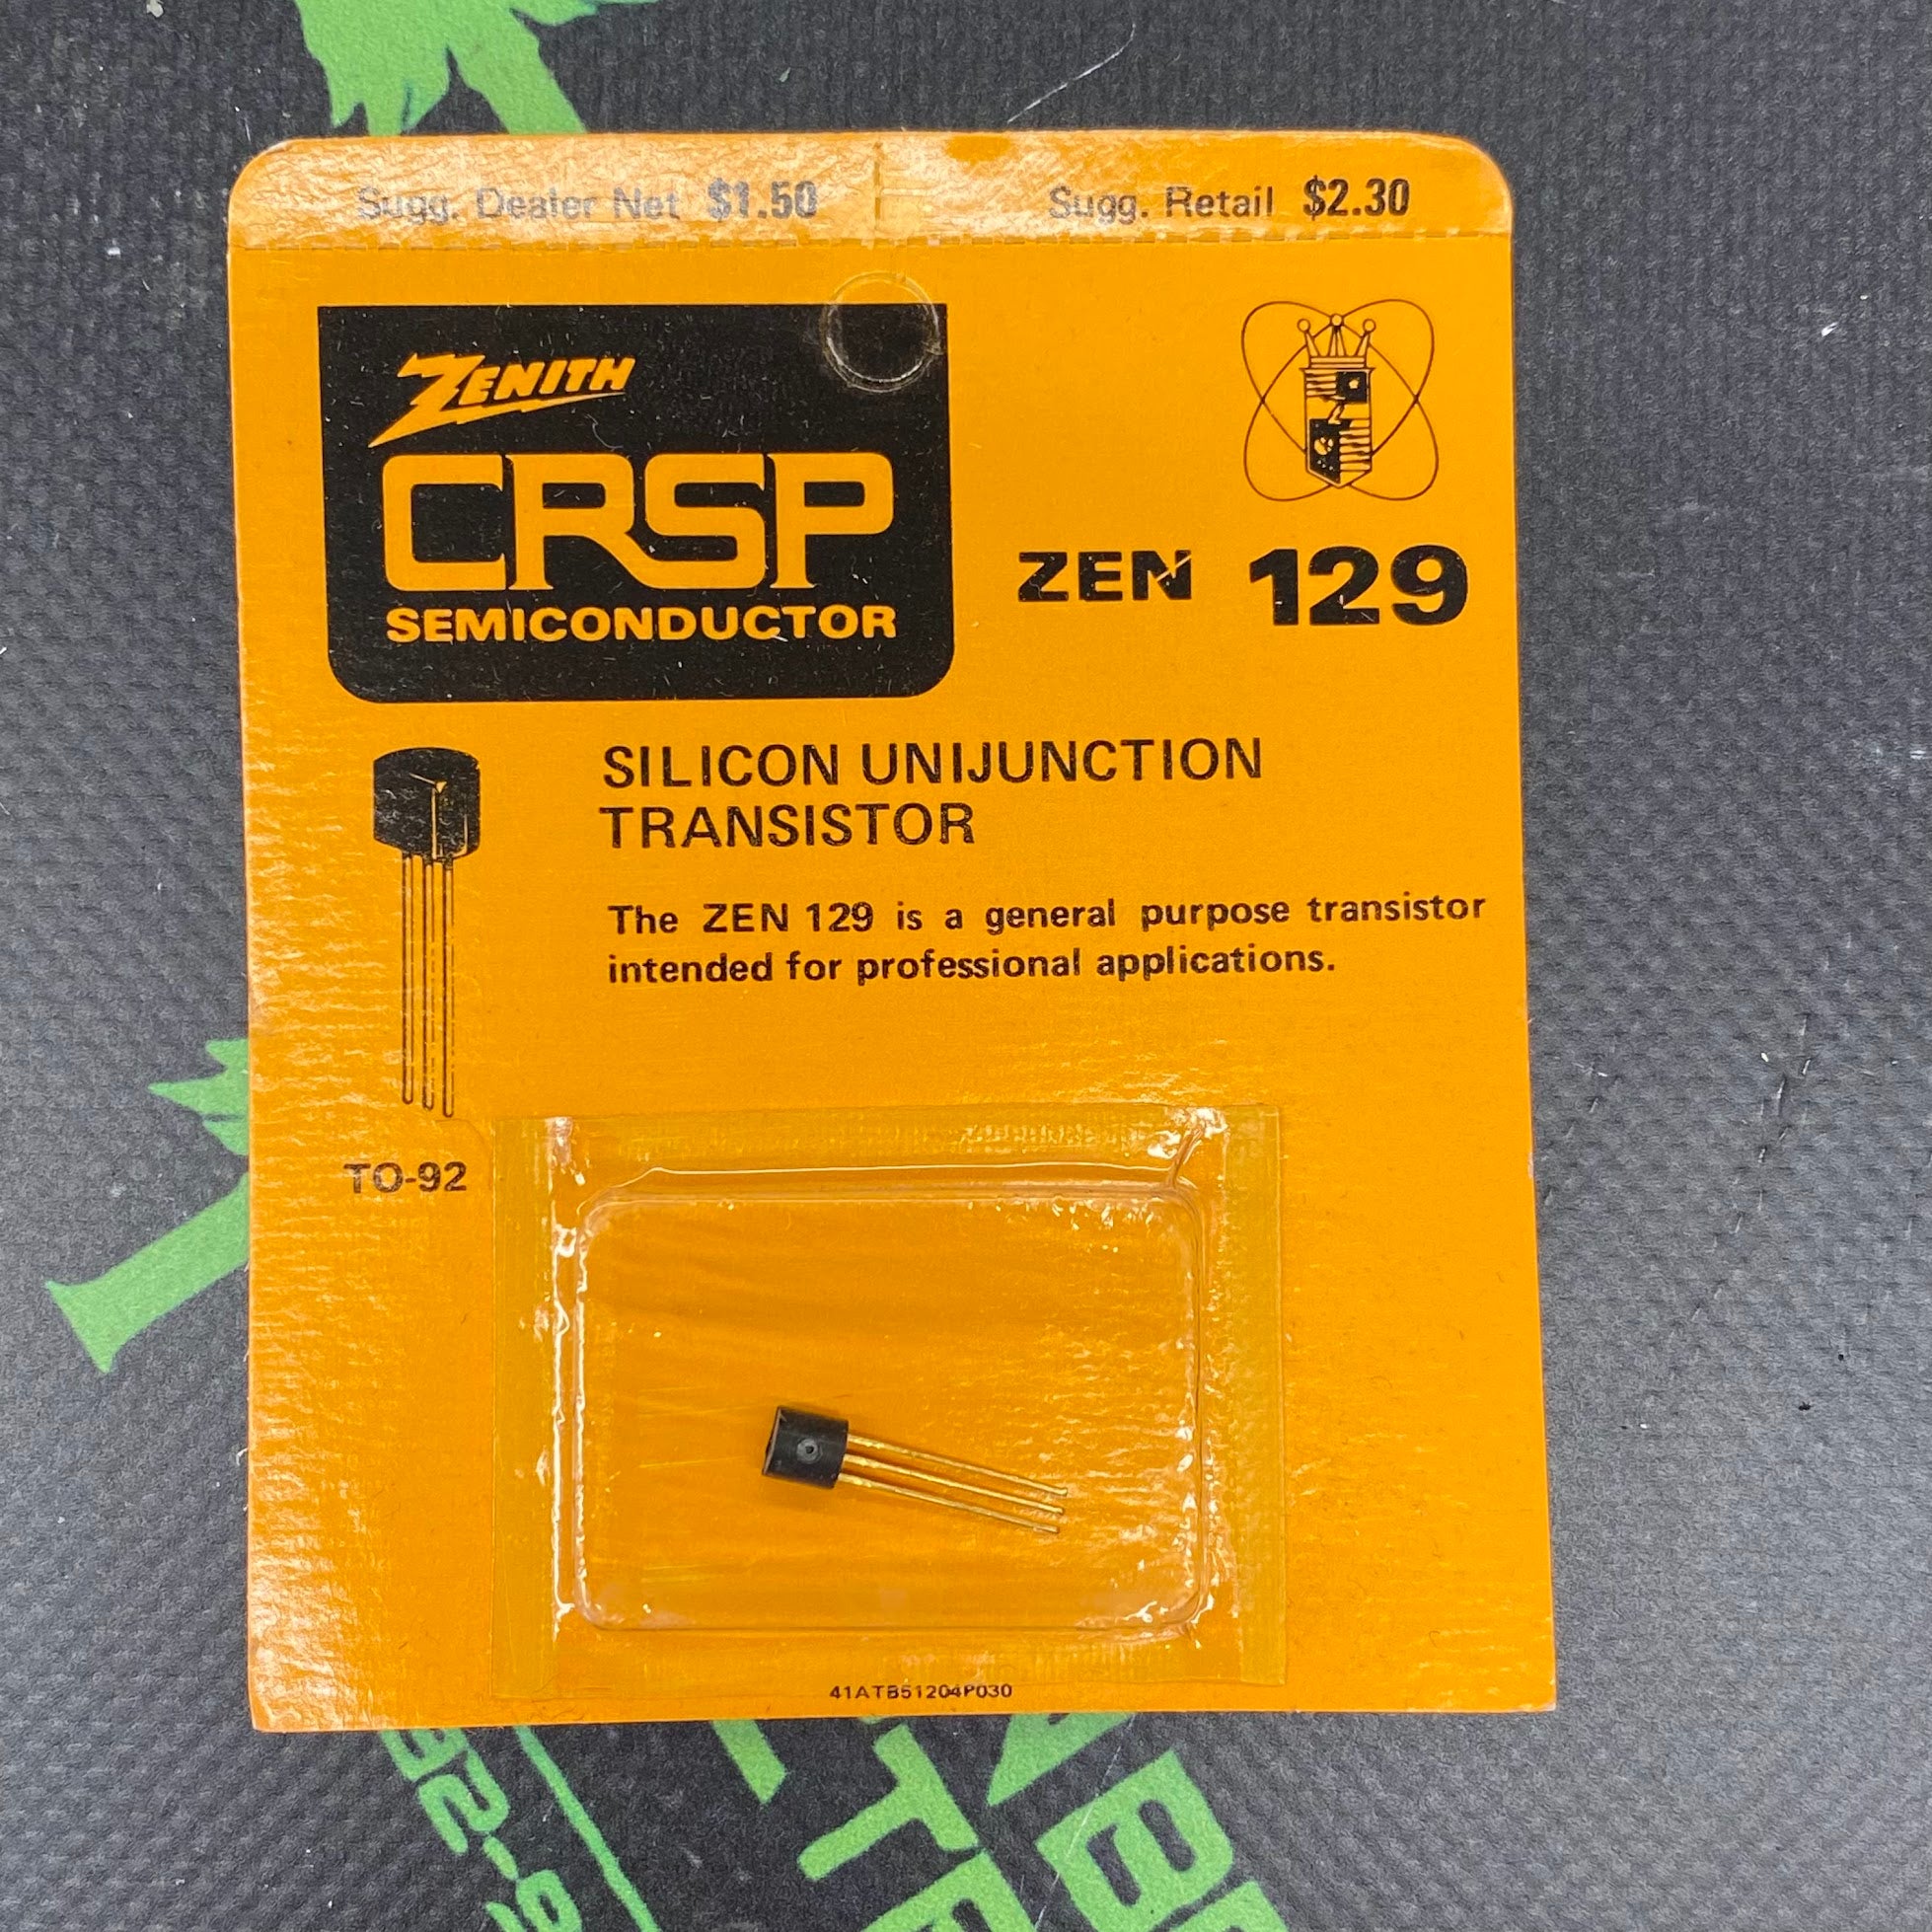 Sugg. Dealer Net $1.50 Sugg. Retail $2.30
ZENITH
CRSP
SEMICONDUCTOR
ZEN 129
SILICON UNIJUNCTION
TRANSISTOR
The ZEN 129 is a general purpose transistor
intended for professional applications.
TO-92
41ATB51204P030